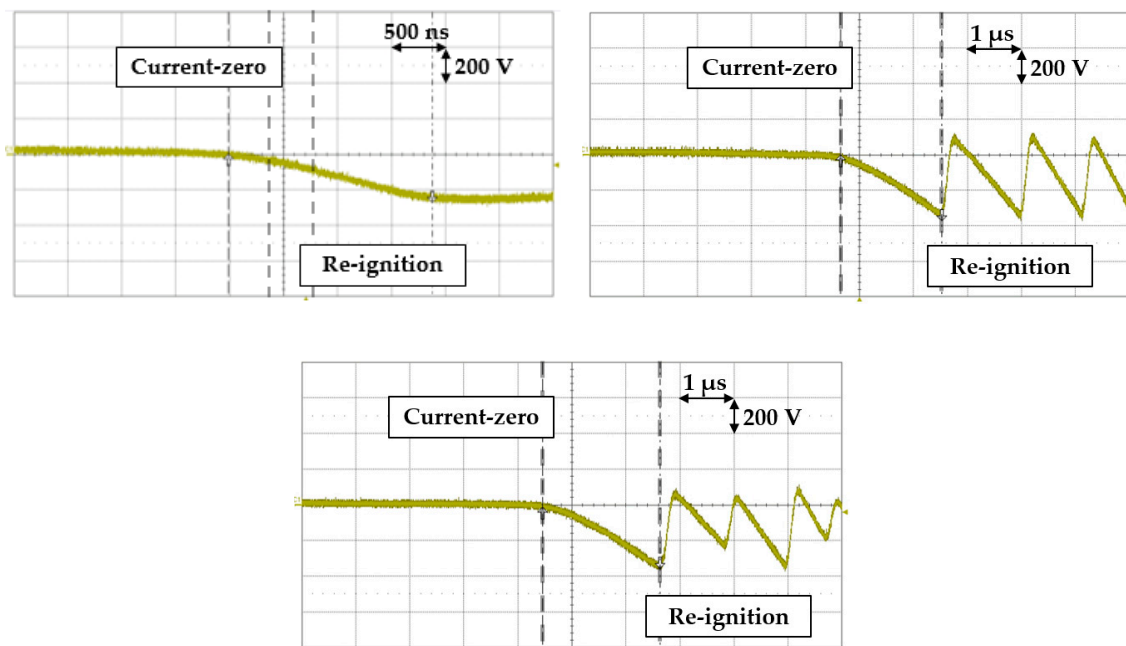 500 ns
Current-zero
200 V
Re-ignition
1 µs
Current-zero
200 V
Re-ignition
1 µs
Current-zero
200 V
Re-ignition